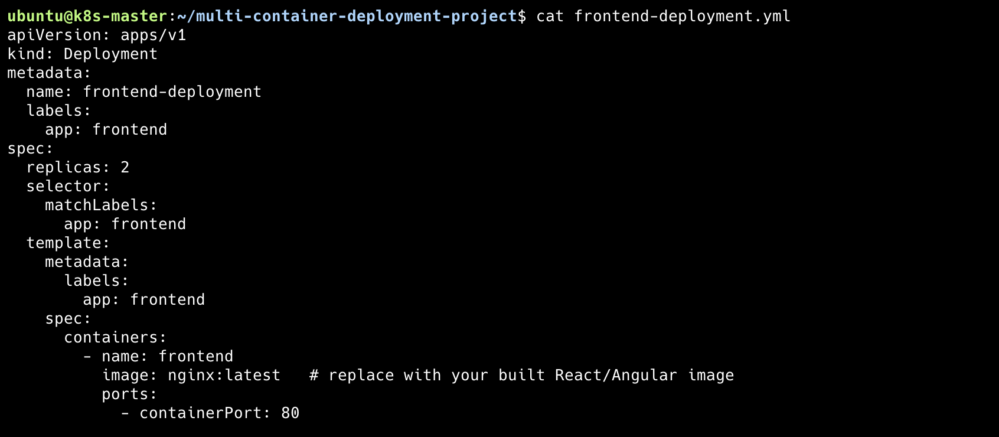 ubuntu@k8s-master:~/multi-container-deployment-project$ cat frontend-deployment.yml
apiVersion: apps/v1
kind: Deployment
metadata:
  name: frontend-deployment
  labels:
    app: frontend
spec:
  replicas: 2
  selector:
    matchLabels:
      app: frontend
  template:
    metadata:
      labels:
        app: frontend
    spec:
      containers:
        - name: frontend
          image: nginx:latest   # replace with your built React/Angular image
          ports:
            - containerPort: 80